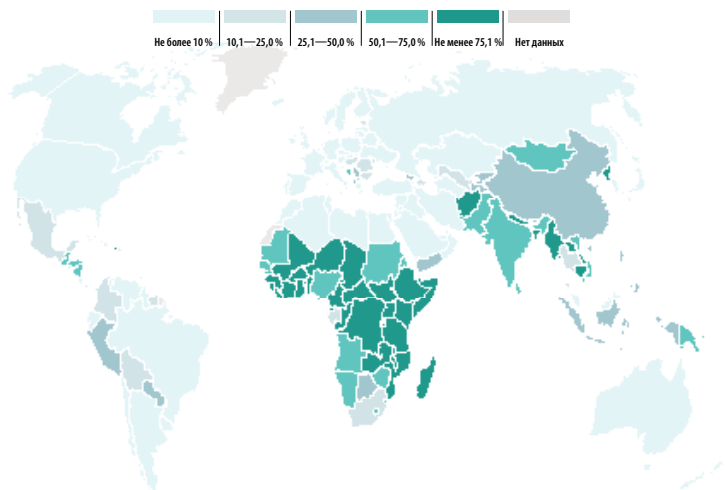 Не более 10 % 10,1—25,0 % 25,1—50,0 % 50,1—75,0 % Не менее 75,1 % Нет данных